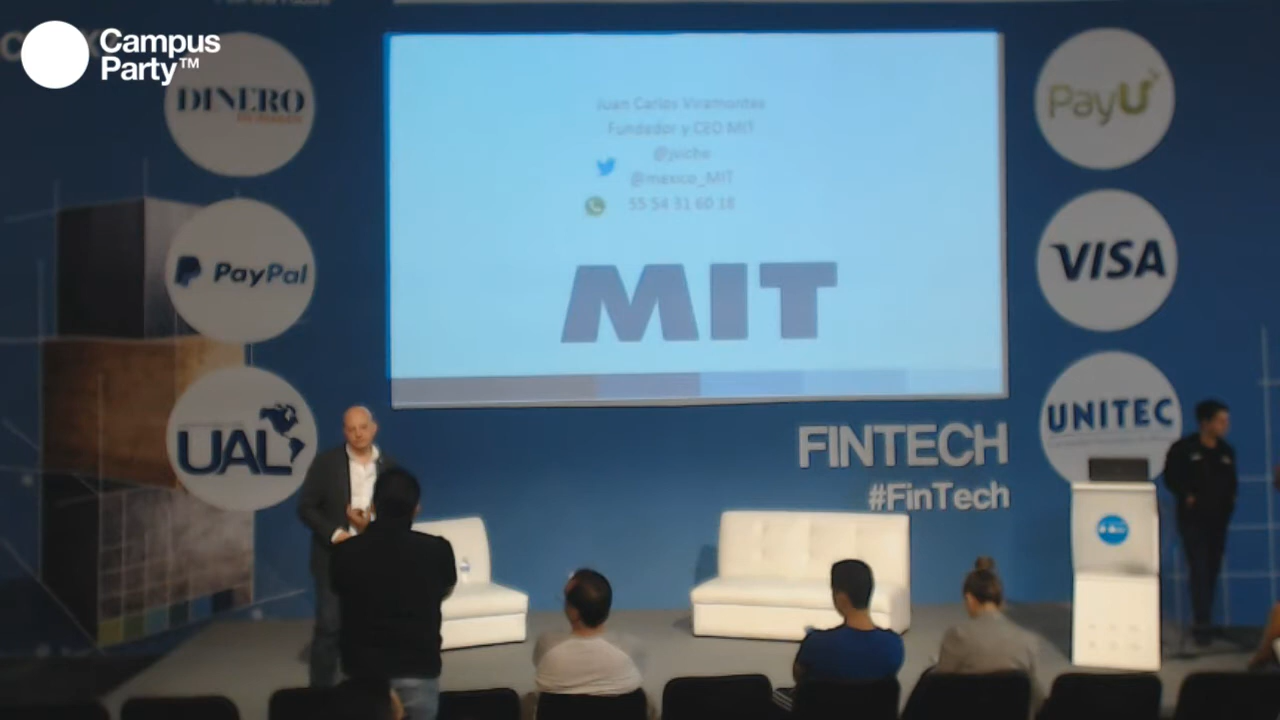 Campus
Party™
DINERO
PayPal
UAL
Juan Carlos Viramontes
Fundador y CEO MIT
@jvicho
@mexico_MIT
55 54 31 60 18
MIT
PayU
VISA
UNITEC
FINTECH
#FinTech